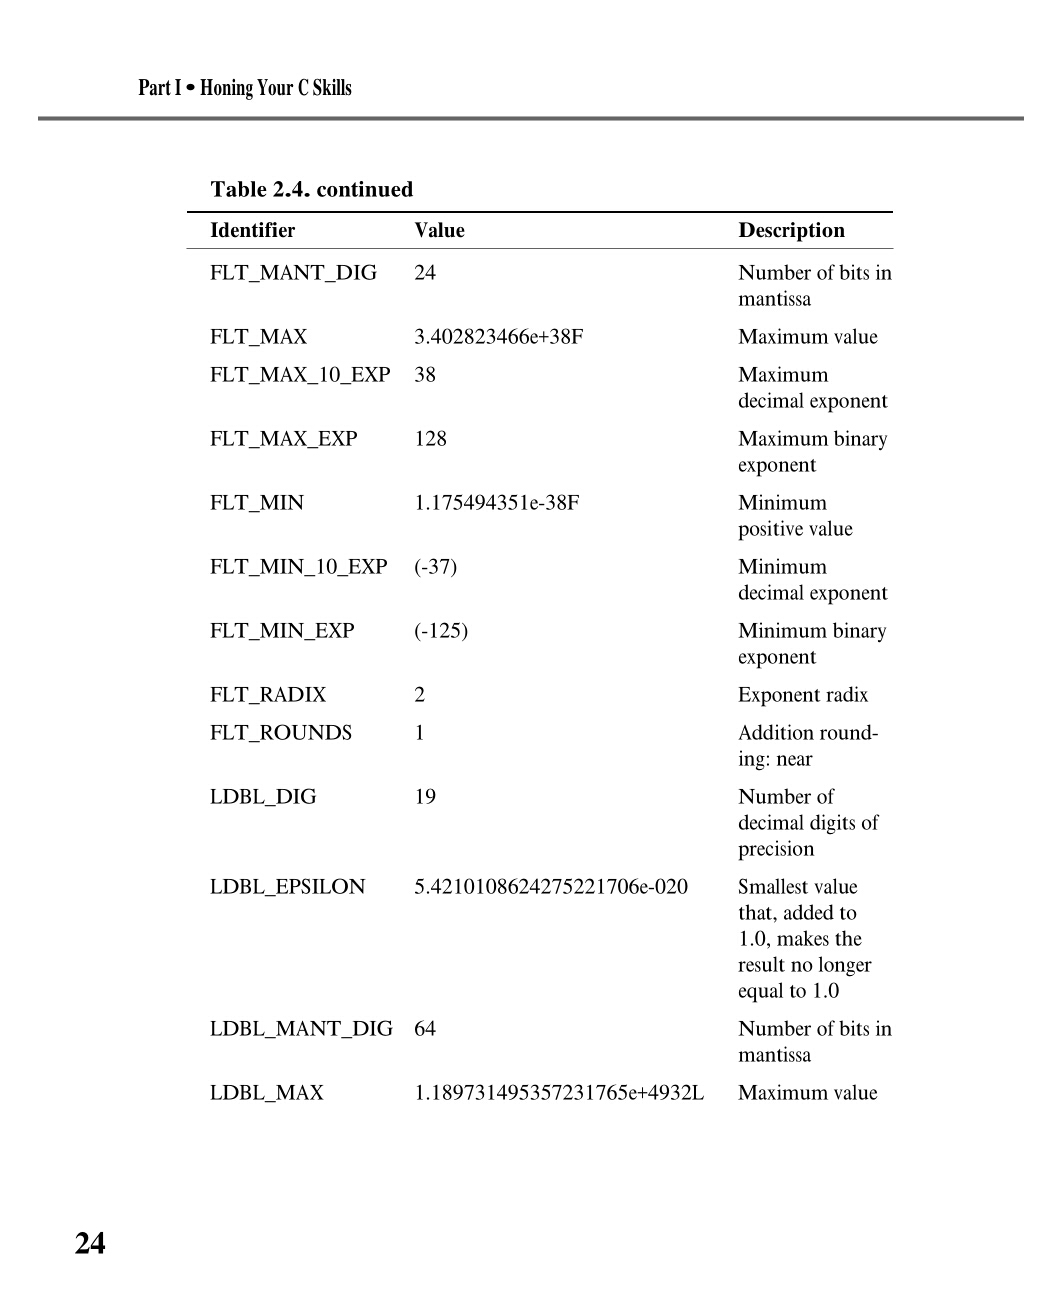 Part I • Honing Your C Skills
Table 2.4. continued
Identifier Value Description
FLT_MANT_DIG 24 Number of bits in
mantissa
FLT_MAX 3.402823466e+38F Maximum value
FLT_MAX_10_EXP 38 Maximum
decimal exponent
FLT_MAX_EXP 128 Maximum binary
exponent
FLT_MIN 1.175494351e-38F Minimum
positive value
FLT_MIN_10_EXP (-37) Minimum
decimal exponent
FLT_MIN_EXP (-125) Minimum binary
exponent
FLT_RADIX 2 Exponent radix
FLT_ROUNDS 1 Addition round-
ing: near
LDBL_DIG 19 Number of
decimal digits of
precision
LDBL_EPSILON 5.4210108624275221706e-020 Smallest value
that, added to
1.0, makes the
result no longer
equal to 1.0
LDBL_MANT_DIG 64 Number of bits in
mantissa
LDBL_MAX 1.189731495357231765e+4932L Maximum value
24